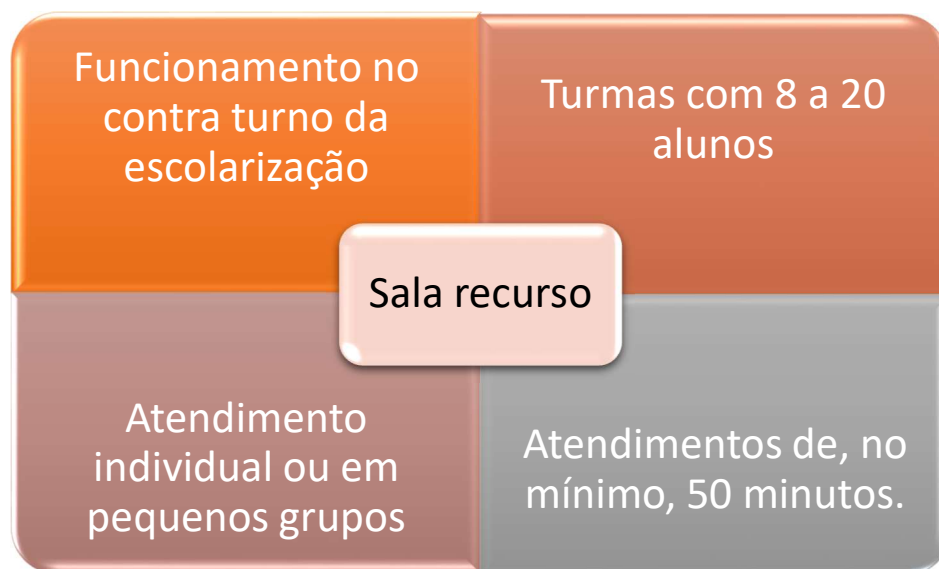 Funcionamento no
contra turno da
escolarização
Turmas com 8 a 20
alunos
Sala recurso
Atendimento
individual ou em
pequenos grupos
Atendimentos de, no
mínimo, 50 minutos.